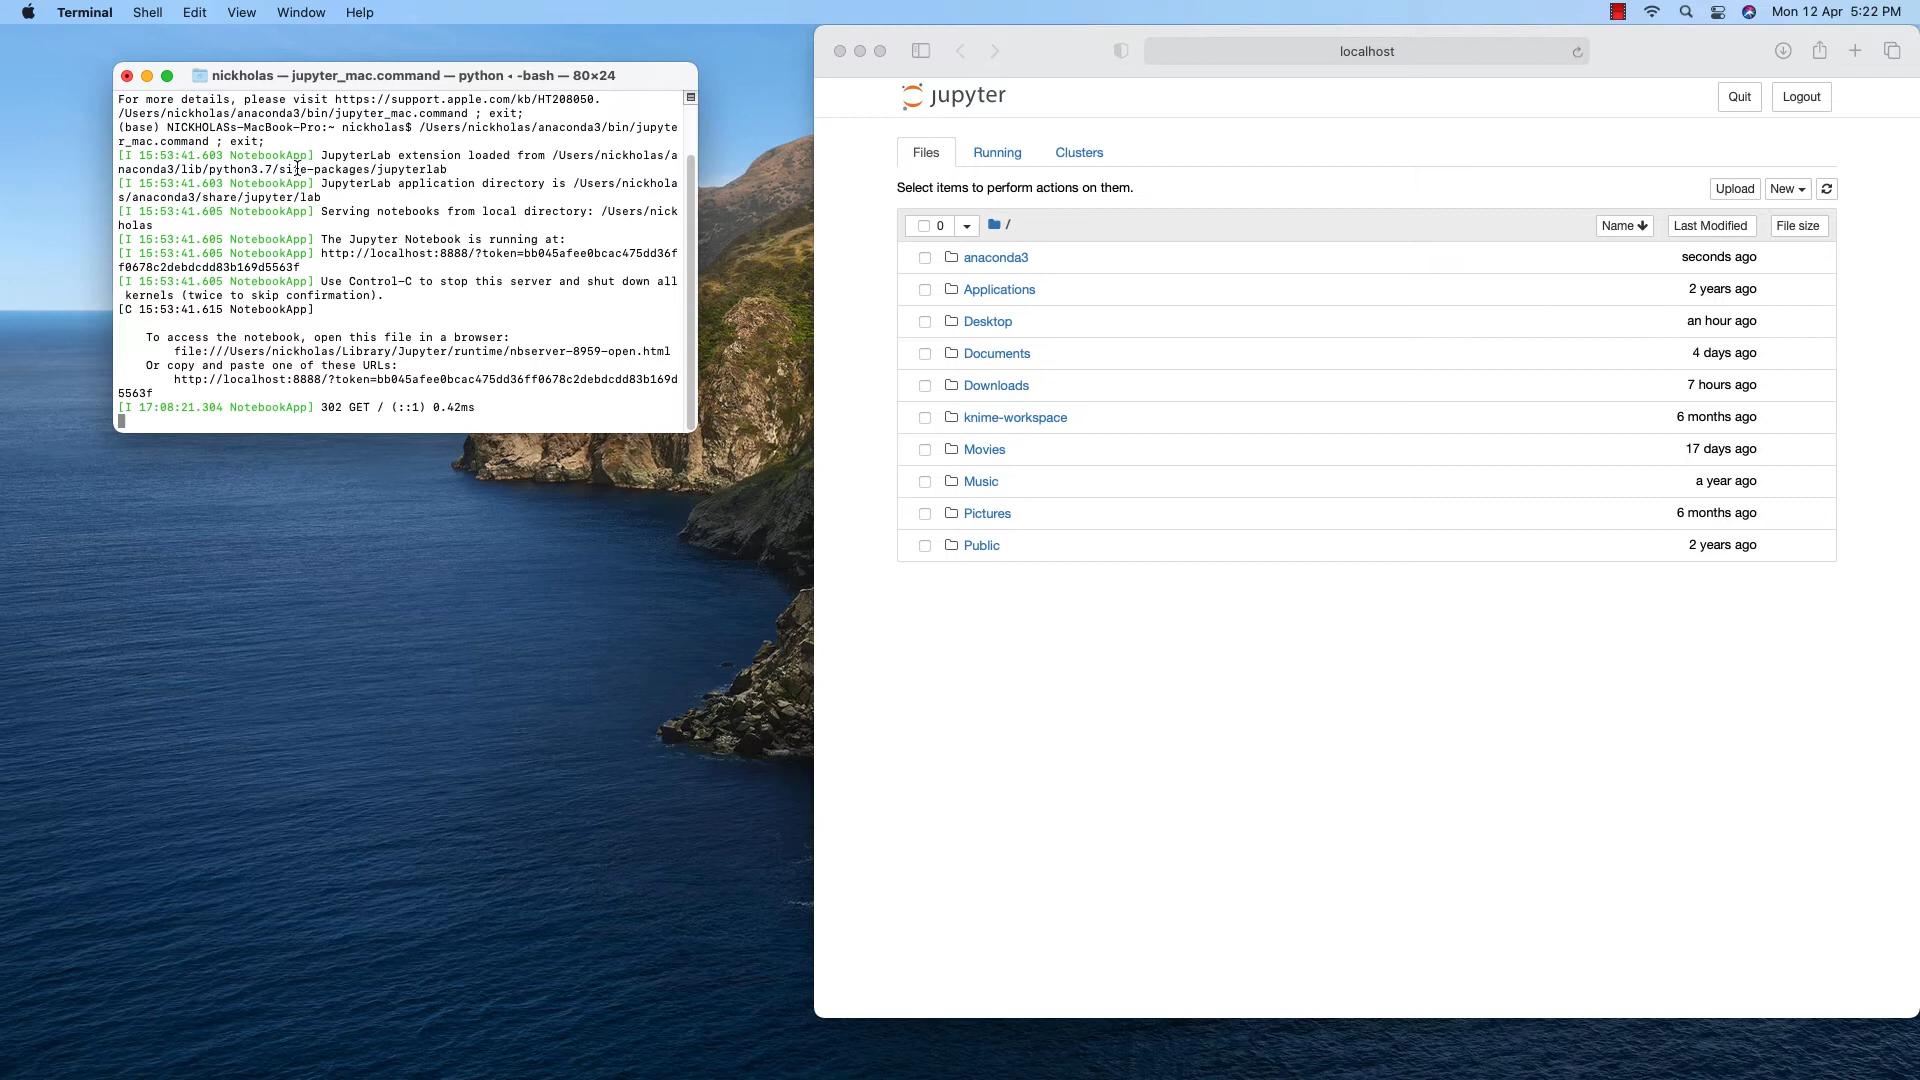 Terminal Shell Edit View Window Help
Mon 12 Apr 5:22 PM
nickholas — jupyter_mac.command — python ◂ -bash — 80×24
For more details, please visit https://support.apple.com/kb/HT208050.
/Users/nickholas/anaconda3/bin/jupyter_mac.command ; exit;
(base) NICKHOLASs-MacBook-Pro:~ nickholas$ /Users/nickholas/anaconda3/bin/jupyte
r_mac.command ; exit;
[I 15:53:41.603 NotebookApp] JupyterLab extension loaded from /Users/nickholas/a
naconda3/lib/python3.7/site-packages/jupyterlab
[I 15:53:41.603 NotebookApp] JupyterLab application directory is /Users/nickhola
s/anaconda3/share/jupyter/lab
[I 15:53:41.605 NotebookApp] Serving notebooks from local directory: /Users/nick
holas
[I 15:53:41.605 NotebookApp] The Jupyter Notebook is running at:
[I 15:53:41.605 NotebookApp] http://localhost:8888/?token=bb045afee0bcac475dd36f
f0678c2debdcdd83b169d5563f
[I 15:53:41.605 NotebookApp] Use Control-C to stop this server and shut down all
kernels (twice to skip confirmation).
[C 15:53:41.615 NotebookApp]
To access the notebook, open this file in a browser:
file:///Users/nickholas/Library/Jupyter/runtime/nbserver-8959-open.html
Or copy and paste one of these URLs:
http://localhost:8888/?token=bb045afee0bcac475dd36ff0678c2debdcdd83b169d
5563f
[I 17:08:21.304 NotebookApp] 302 GET / (::1) 0.42ms
localhost
jupyter
Quit Logout
Files Running Clusters
Select items to perform actions on them.
Upload New
0 / Name Last Modified File size
anaconda3 seconds ago
Applications 2 years ago
Desktop an hour ago
Documents 4 days ago
Downloads 7 hours ago
knime-workspace 6 months ago
Movies 17 days ago
Music a year ago
Pictures 6 months ago
Public 2 years ago